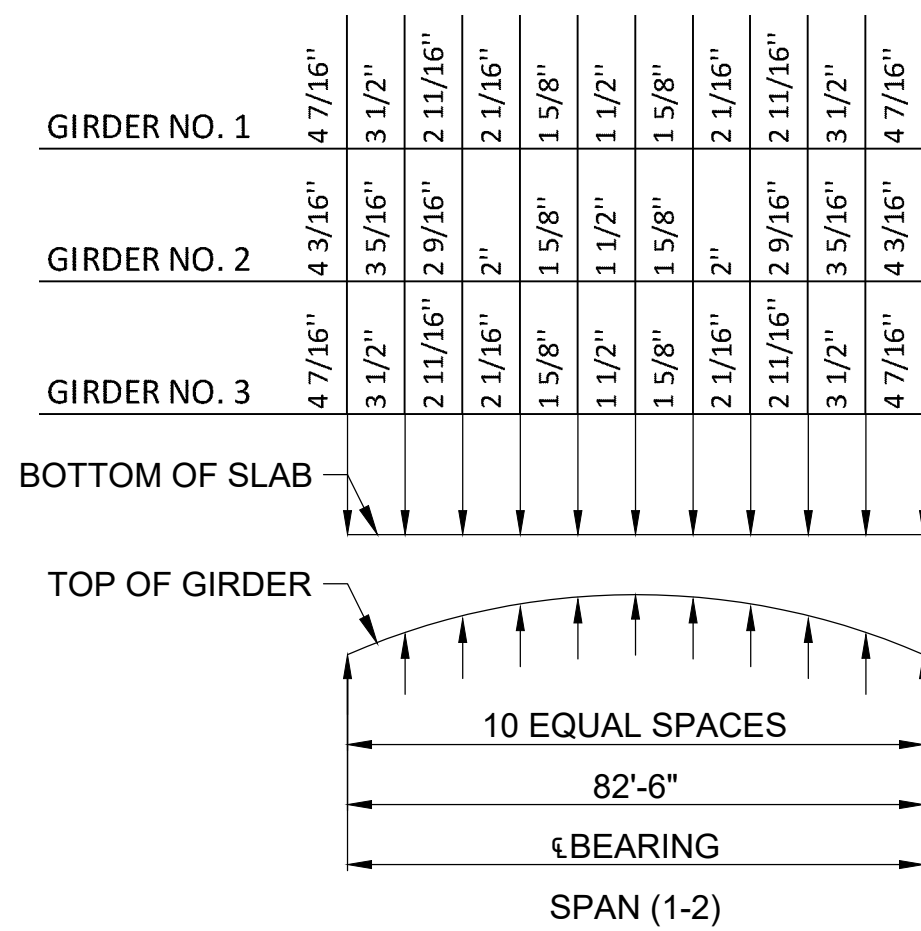 GIRDER NO. 1 4 7/16" 3 1/2" 2 11/16" 2 1/16" 1 5/8" 1 1/2" 1 5/8" 2 1/16" 2 11/16" 3 1/2" 4 7/16"
GIRDER NO. 2 4 3/16" 3 5/16" 2 9/16" 2" 1 5/8" 1 1/2" 1 5/8" 2" 2 9/16" 3 5/16" 4 3/16"
GIRDER NO. 3 4 7/16" 3 1/2" 2 11/16" 2 1/16" 1 5/8" 1 1/2" 1 5/8" 2 1/16" 2 11/16" 3 1/2" 4 7/16"
BOTTOM OF SLAB
TOP OF GIRDER
10 EQUAL SPACES
82'-6"
℄ BEARING
SPAN (1-2)